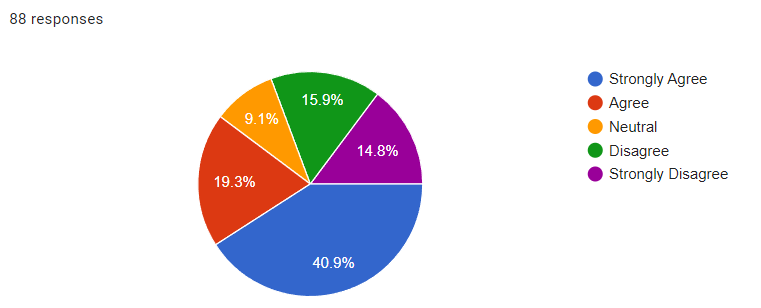 88 responses
Strongly Agree
Agree
Neutral
Disagree
Strongly Disagree
15.9%
9.1%
14.8%
19.3%
40.9%